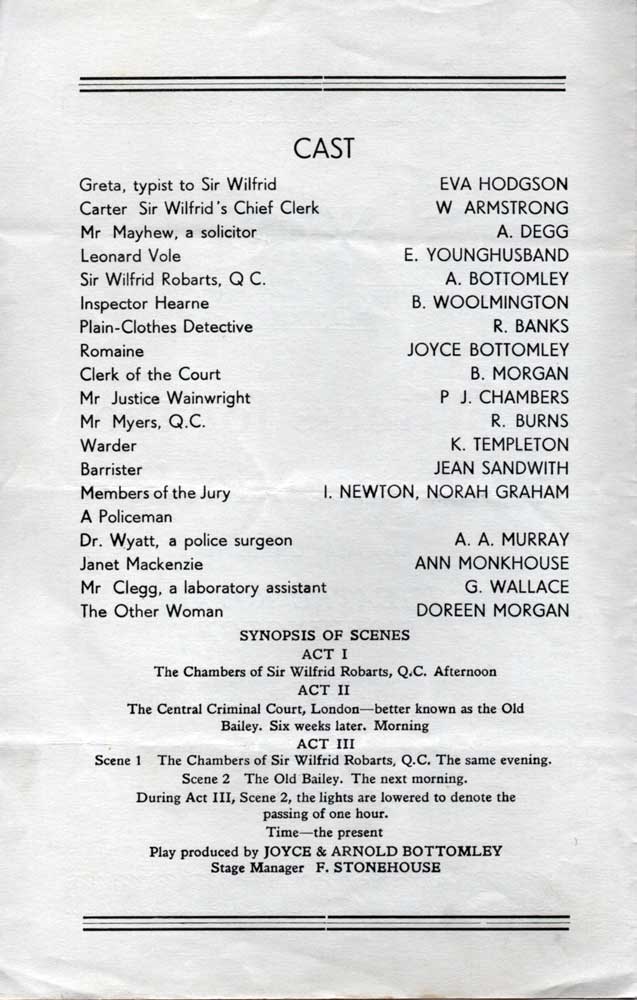 CAST
Greta, typist to Sir Wilfrid EVA HODGSON
Carter Sir Wilfrid's Chief Clerk W ARMSTRONG
Mr Mayhew, a solicitor A. DEGG
Leonard Vole E. YOUNGHUSBAND
Sir Wilfrid Robarts, Q C. A. BOTTOMLEY
Inspector Hearne B. WOOLMINGTON
Plain-Clothes Detective R. BANKS
Romaine JOYCE BOTTOMLEY
Clerk of the Court B. MORGAN
Mr Justice Wainwright P J. CHAMBERS
Mr Myers, Q.C. R. BURNS
Warder K. TEMPLETON
Barrister JEAN SANDWITH
Members of the Jury I. NEWTON, NORAH GRAHAM
A Policeman
Dr. Wyatt, a police surgeon A. A. MURRAY
Janet Mackenzie ANN MONKHOUSE
Mr Clegg, a laboratory assistant G. WALLACE
The Other Woman DOREEN MORGAN
SYNOPSIS OF SCENES
ACT I
The Chambers of Sir Wilfrid Robarts, Q.C. Afternoon
ACT II
The Central Criminal Court, London—better known as the Old
Bailey. Six weeks later. Morning
ACT III
Scene 1 The Chambers of Sir Wilfrid Robarts, Q.C. The same evening.
Scene 2 The Old Bailey. The next morning.
During Act III, Scene 2, the lights are lowered to denote the
passing of one hour.
Time—the present
Play produced by JOYCE & ARNOLD BOTTOMLEY
Stage Manager F. STONEHOUSE